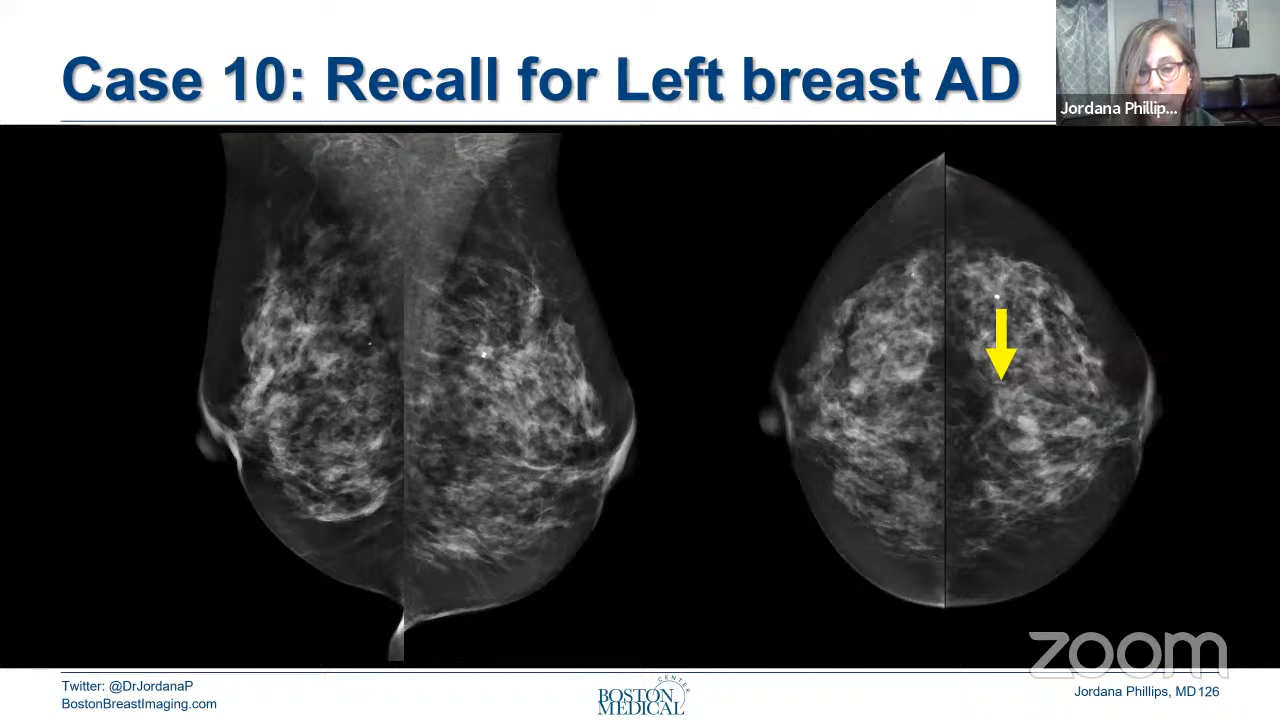 Case 10: Recall for Left breast AD
Jordana Phillip...
zoom
Twitter: @DrJordanaP
BostonBreastImaging.com
BOSTON
MEDICAL
CENTER
Jordana Phillips, MD 126